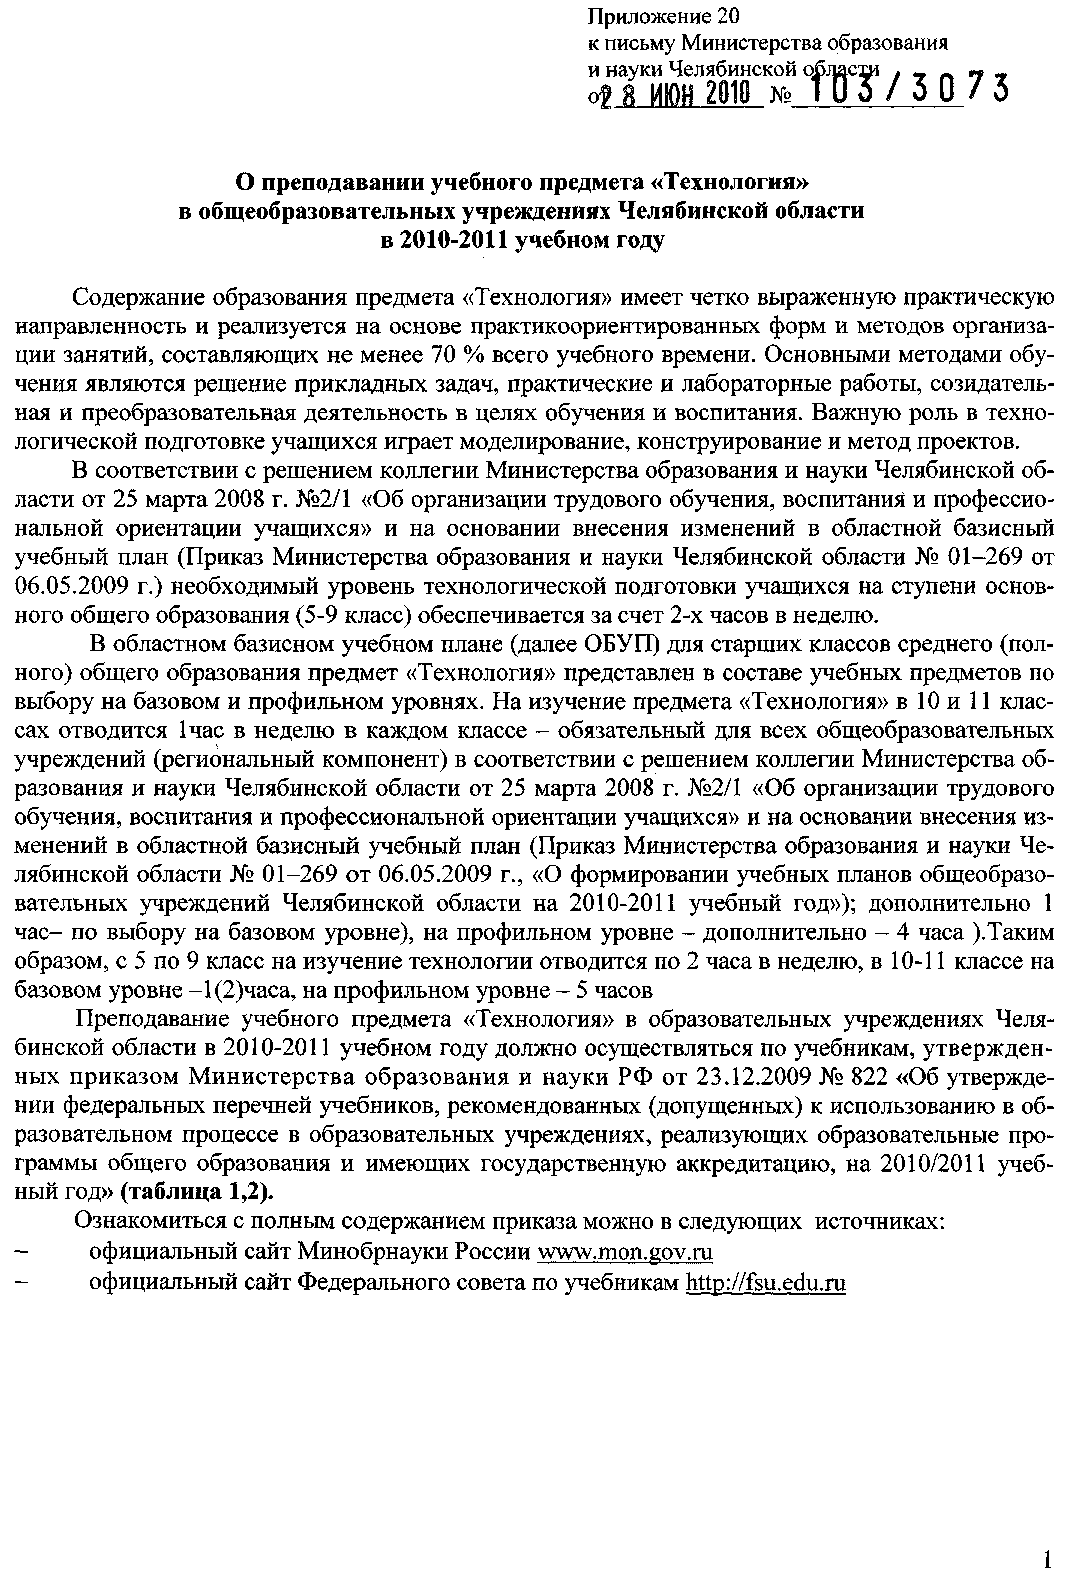 Приложение 20
к письму Министерства образования
и науки Челябинской области
от 28 ИЮН 2010 № 103/3073
О преподавании учебного предмета «Технология»
в общеобразовательных учреждениях Челябинской области
в 2010-2011 учебном году
Содержание образования предмета «Технология» имеет четко выраженную практическую
направленность и реализуется на основе практикоориентированных форм и методов организа-
ции занятий, составляющих не менее 70 % всего учебного времени. Основными методами обу-
чения являются решение прикладных задач, практические и лабораторные работы, созидатель-
ная и преобразовательная деятельность в целях обучения и воспитания. Важную роль в техно-
логической подготовке учащихся играет моделирование, конструирование и метод проектов.
В соответствии с решением коллегии Министерства образования и науки Челябинской об-
ласти от 25 марта 2008 г. №2/1 «Об организации трудового обучения, воспитания и профессио-
нальной ориентации учащихся» и на основании внесения изменений в областной базисный
учебный план (Приказ Министерства образования и науки Челябинской области № 01–269 от
06.05.2009 г.) необходимый уровень технологической подготовки учащихся на ступени основ-
ного общего образования (5-9 класс) обеспечивается за счет 2-х часов в неделю.
В областном базисном учебном плане (далее ОБУП) для старших классов среднего (пол-
ного) общего образования предмет «Технология» представлен в составе учебных предметов по
выбору на базовом и профильном уровнях. На изучение предмета «Технология» в 10 и 11 клас-
сах отводится 1час в неделю в каждом классе – обязательный для всех общеобразовательных
учреждений (региональный компонент) в соответствии с решением коллегии Министерства об-
разования и науки Челябинской области от 25 марта 2008 г. №2/1 «Об организации трудового
обучения, воспитания и профессиональной ориентации учащихся» и на основании внесения из-
менений в областной базисный учебный план (Приказ Министерства образования и науки Че-
лябинской области № 01–269 от 06.05.2009 г., «О формировании учебных планов общеобразо-
вательных учреждений Челябинской области на 2010-2011 учебный год»); дополнительно 1
час– по выбору на базовом уровне), на профильном уровне – дополнительно – 4 часа ).Таким
образом, с 5 по 9 класс на изучение технологии отводится по 2 часа в неделю, в 10-11 классе на
базовом уровне –1(2)часа, на профильном уровне – 5 часов
Преподавание учебного предмета «Технология» в образовательных учреждениях Челя-
бинской области в 2010-2011 учебном году должно осуществляться по учебникам, утвержден-
ных приказом Министерства образования и науки РФ от 23.12.2009 № 822 «Об утвержде-
нии федеральных перечней учебников, рекомендованных (допущенных) к использованию в об-
разовательном процессе в образовательных учреждениях, реализующих образовательные про-
граммы общего образования и имеющих государственную аккредитацию, на 2010/2011 учеб-
ный год» (таблица 1,2).
Ознакомиться с полным содержанием приказа можно в следующих источниках:
– официальный сайт Минобрнауки России www.mon.gov.ru
– официальный сайт Федерального совета по учебникам http://fsu.edu.ru
1